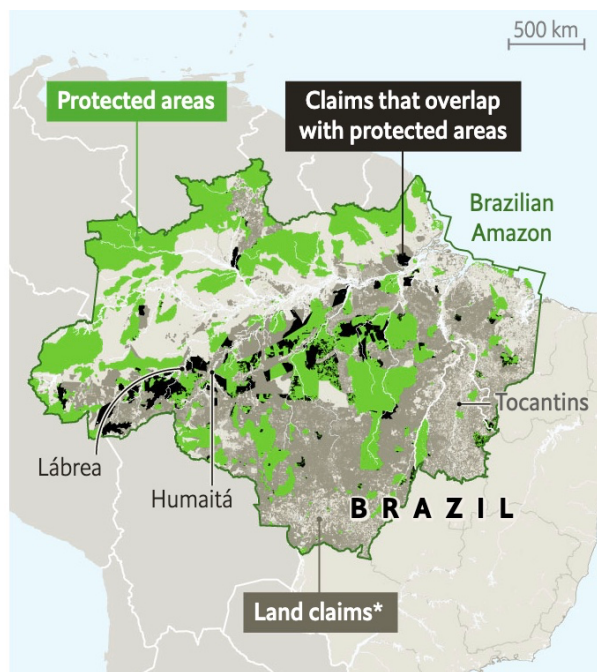 500 km
Protected areas
Claims that overlap
with protected areas
Brazilian
Amazon
Tocantins
Lábrea
Humaitá
BRAZIL
Land claims*